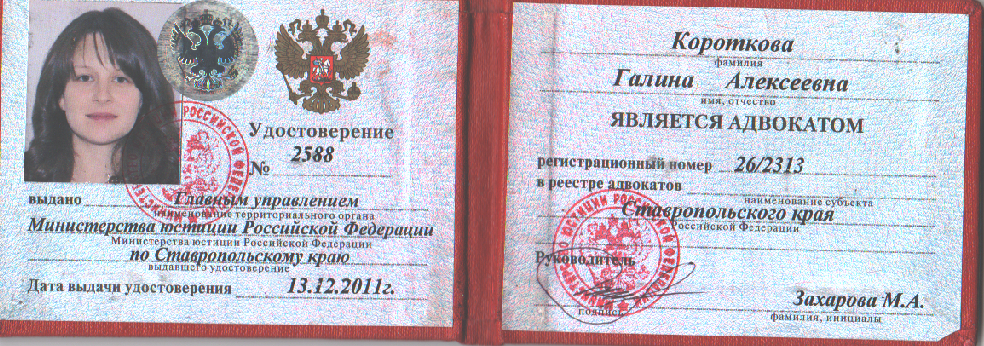 Удостоверение
№ 2588
выдано Главным управлением
наименование территориального органа
Министерства юстиции Российской Федерации
Министерства юстиции Российской Федерации
по Ставропольскому краю
выдавшего удостоверение
Дата выдачи удостоверения 13.12.2011г.
Короткова
фамилия
Галина Алексеевна
имя, отчество
ЯВЛЯЕТСЯ АДВОКАТОМ
регистрационный номер 26/2313
в реестре адвокатов
наименование субъекта
Ставропольского края
Российской Федерации
Руководитель
Захарова М.А.
подпись
фамилия, инициалы